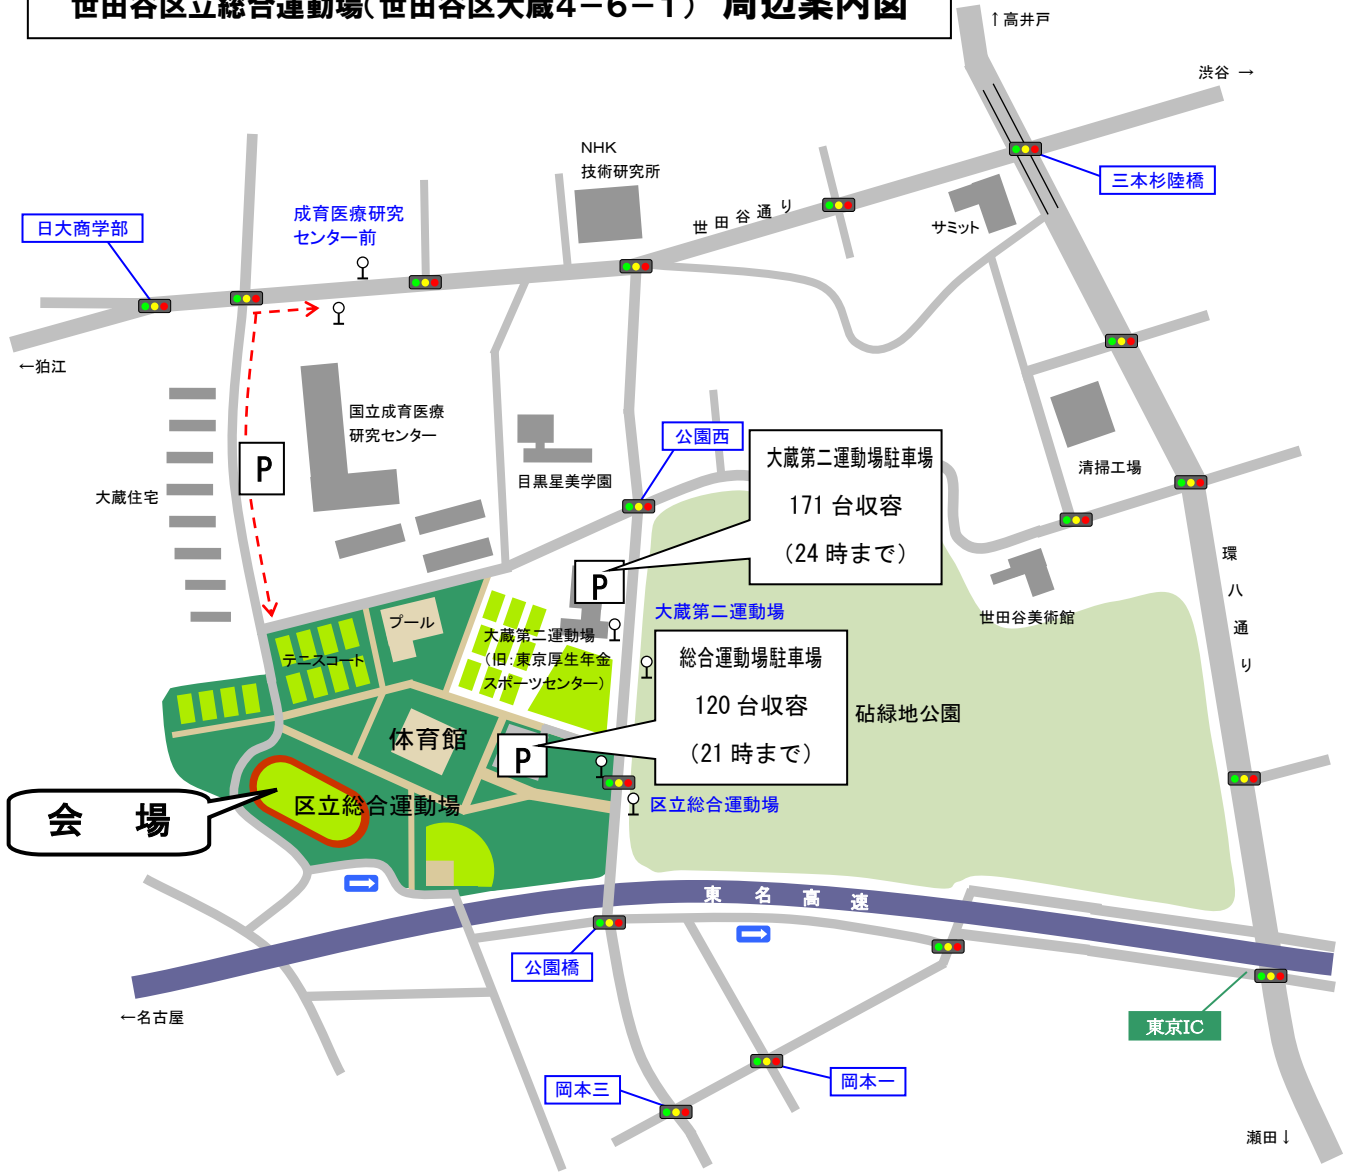 世田谷区立総合運動場（世田谷区大蔵4－6－1） 周辺案内図
↑高井戸
渋谷 →
NHK
技術研究所
三本杉陸橋
世田谷通り
サミット
成育医療研究
センター前
日大商学部
←狛江
国立成育医療
研究センター
P
大蔵住宅
目黒星美学園
公園西
大蔵第二運動場駐車場
171 台収容
（24 時まで）
清掃工場
環八通り
世田谷美術館
P
大蔵第二運動場
プール
テニスコート
大蔵第二運動場
（旧：東京厚生年金
スポーツセンター）
総合運動場駐車場
120 台収容
（21 時まで）
砧緑地公園
体育館
P
区立総合運動場
区立総合運動場
会 場
東名高速
公園橋
←名古屋
東京IC
岡本三
岡本一
瀬田↓